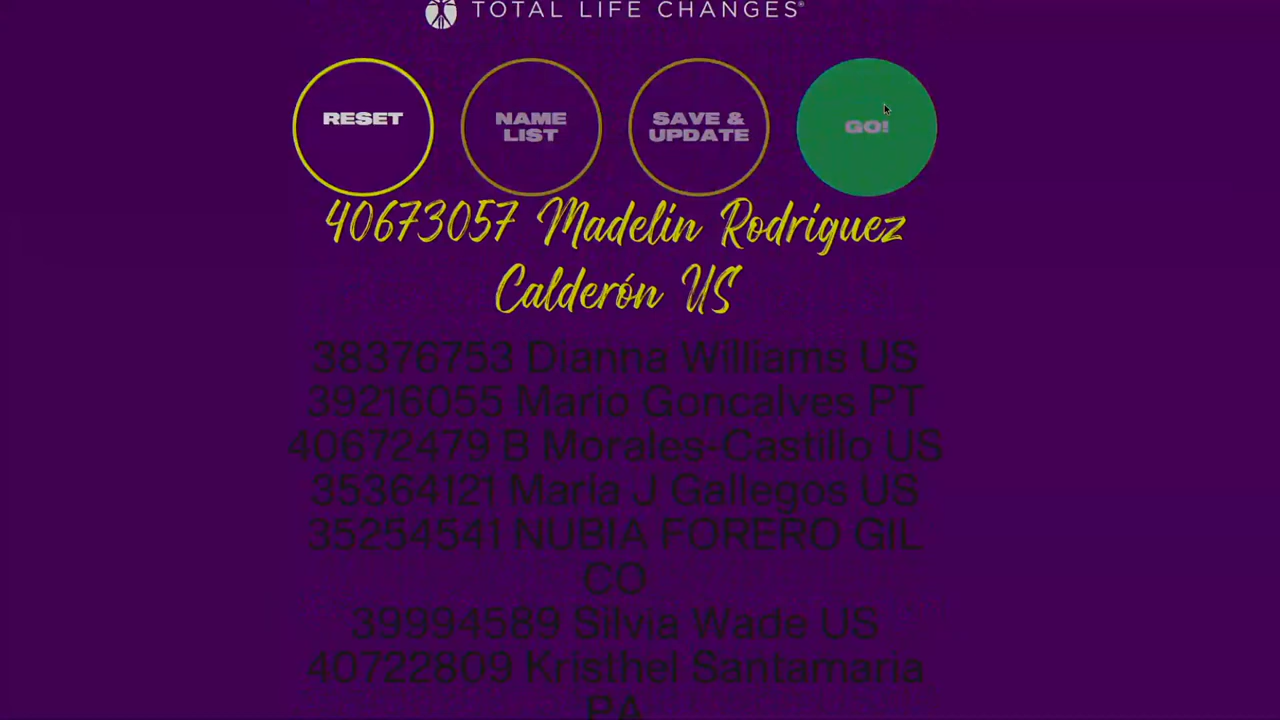 TOTAL LIFE CHANGES®
RESET
NAME
LIST
SAVE &
UPDATE
GO!
40673057 Madelin Rodriguez
Calderón US
38376753 Dianna Williams US
39216055 Mario Goncalves PT
40672479 B Morales-Castillo US
35364121 Maria J Gallegos US
35254541 NUBIA FORERO GIL
CO
39994589 Silvia Wade US
40722809 Kristhel Santamaria
PA